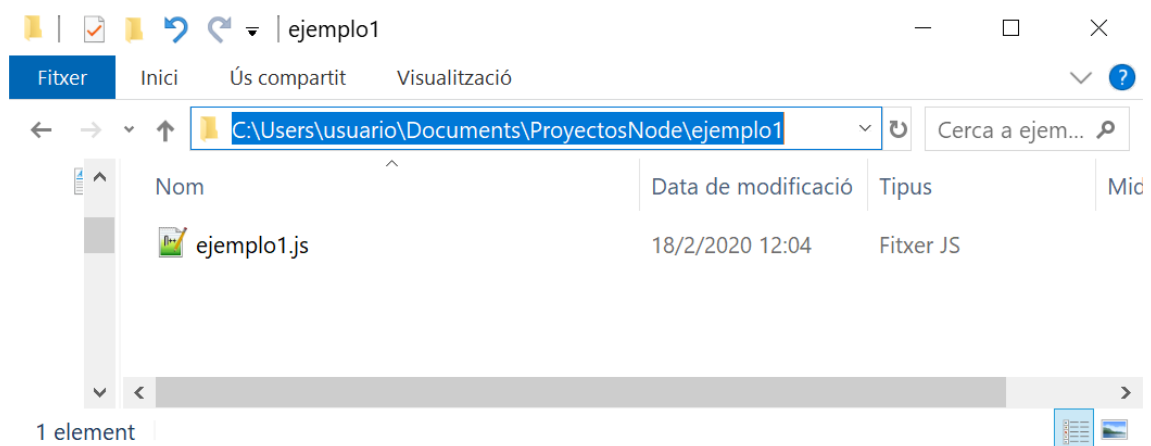 ejemplo1
Fitxer Inici Ús compartit Visualització ?
C:\Users\usuario\Documents\ProyectosNode\ejemplo1 Cerca a ejem...
Nom Data de modificació Tipus Mid
ejemplo1.js 18/2/2020 12:04 Fitxer JS
1 element